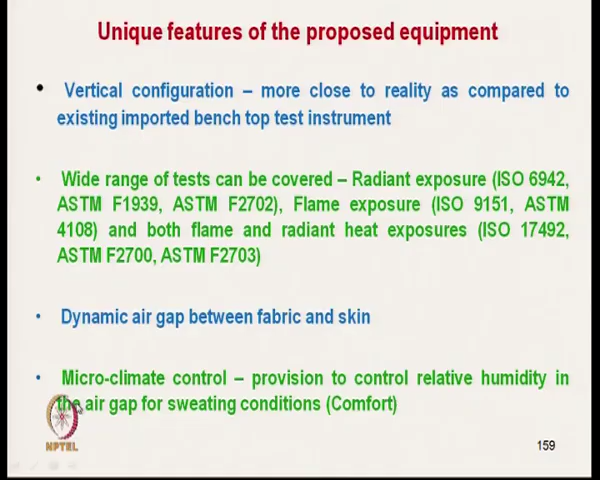 Unique features of the proposed equipment
• Vertical configuration – more close to reality as compared to
existing imported bench top test instrument
• Wide range of tests can be covered – Radiant exposure (ISO 6942,
ASTM F1939, ASTM F2702), Flame exposure (ISO 9151, ASTM
4108) and both flame and radiant heat exposures (ISO 17492,
ASTM F2700, ASTM F2703)
• Dynamic air gap between fabric and skin
• Micro-climate control – provision to control relative humidity in
the air gap for sweating conditions (Comfort)
NPTEL
159